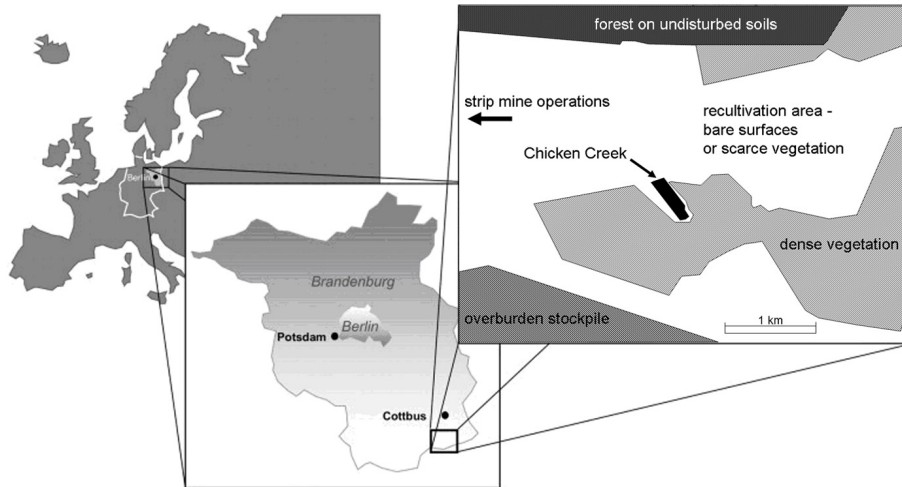 forest on undisturbed soils
strip mine operations
recultivation area -
bare surfaces
or scarce vegetation
Chicken Creek
Berlin
dense vegetation
Brandenburg
Berlin
Potsdam
overburden stockpile
1 km
Cottbus